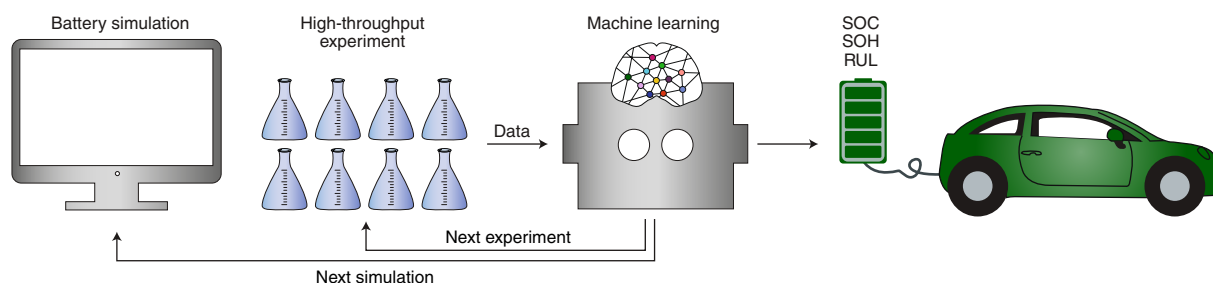 Battery simulation
High-throughput
experiment
Machine learning
SOC
SOH
RUL
Data
Next experiment
Next simulation